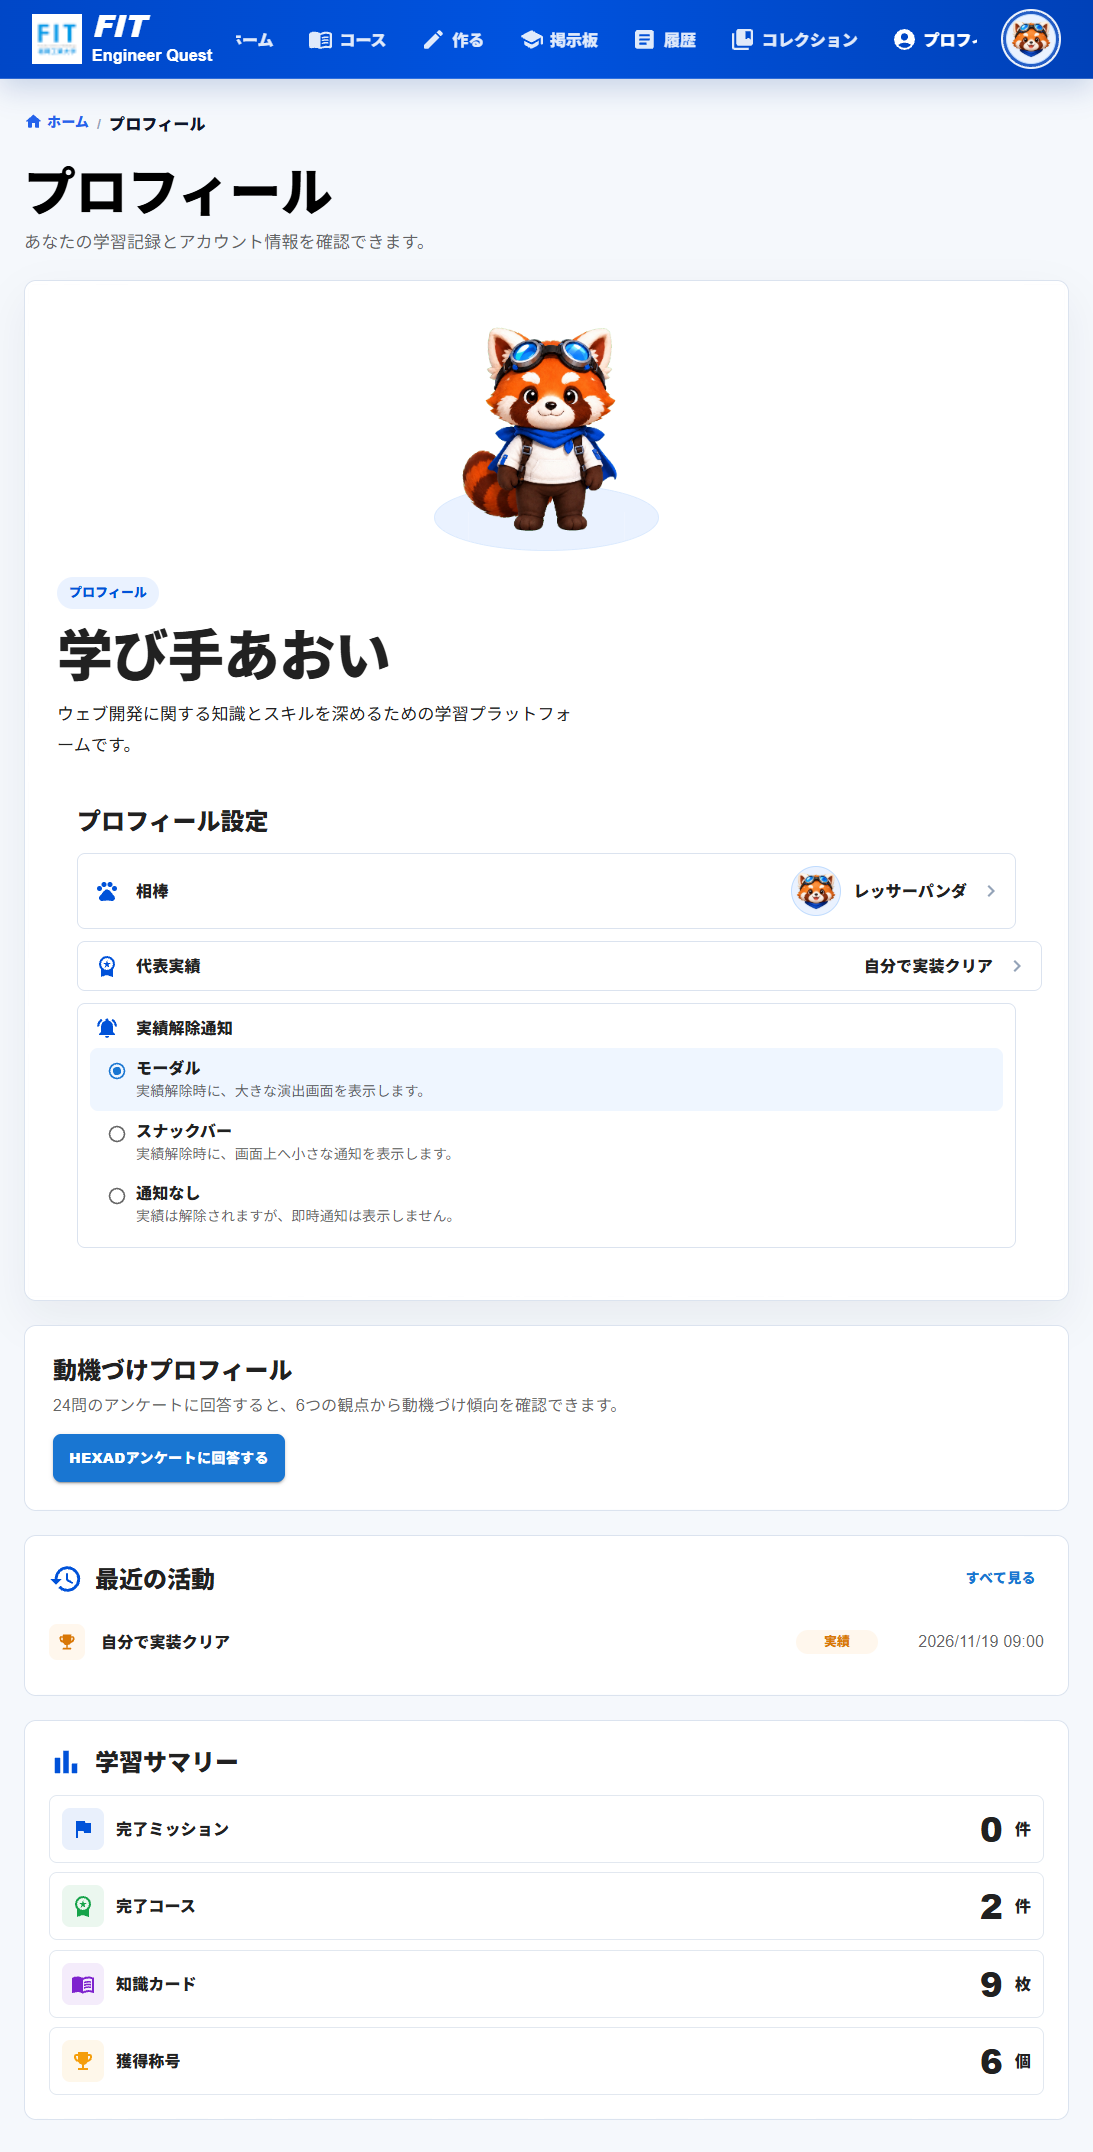 FIT
FIT
Engineer Quest
ーム
コース
作る
掲示板
履歴
コレクション
プロフ
ホーム / プロフィール
プロフィール
あなたの学習記録とアカウント情報を確認できます。
プロフィール
学び手あおい
ウェブ開発に関する知識とスキルを深めるための学習プラットフォ
ームです。
プロフィール設定
相棒
レッサーパンダ
代表実績
自分で実装クリア
実績解除通知
モーダル
実績解除時に、大きな演出画面を表示します。
スナックバー
実績解除時に、画面上へ小さな通知を表示します。
通知なし
実績は解除されますが、即時通知は表示しません。
動機づけプロフィール
24問のアンケートに回答すると、6つの観点から動機づけ傾向を確認できます。
HEXADアンケートに回答する
最近の活動
すべて見る
自分で実装クリア
実績
2026/11/19 09:00
学習サマリー
完了ミッション
0 件
完了コース
2 件
知識カード
9 枚
獲得称号
6 個